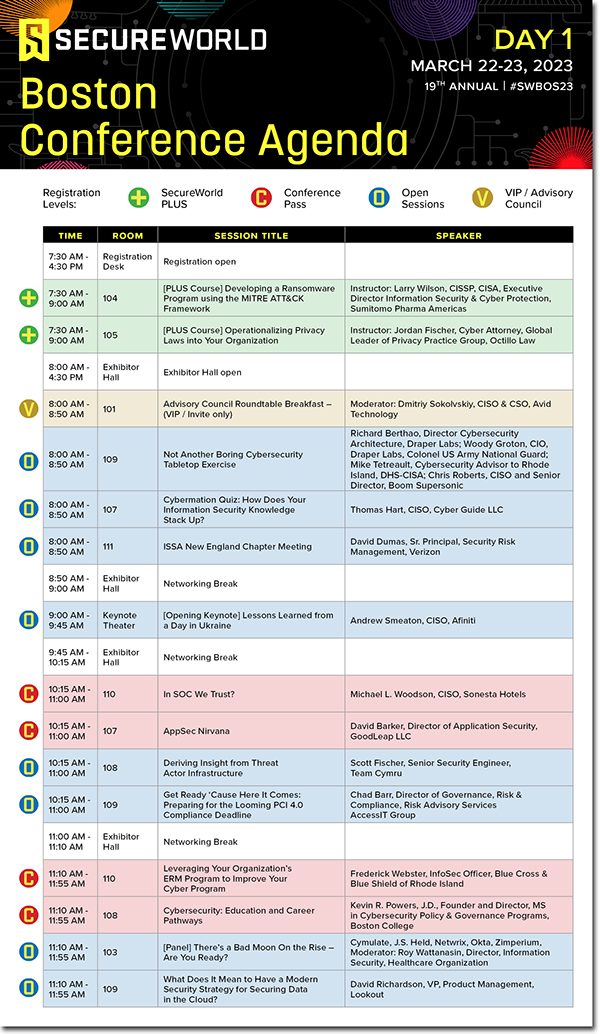 SECUREWORLD
DAY 1
MARCH 22-23, 2023
19TH ANNUAL | #SWBOS23
Boston
Conference Agenda
Registration
Levels:
+
SecureWorld
PLUS
C
Conference
Pass
O
Open
Sessions
V
VIP / Advisory
Council
TIME ROOM SESSION TITLE SPEAKER
7:30 AM -
4:30 PM
Registration
Desk
Registration open
+
7:30 AM -
9:00 AM
104
[PLUS Course] Developing a Ransomware
Program using the MITRE ATT&CK
Framework
Instructor: Larry Wilson, CISSP, CISA, Executive
Director Information Security & Cyber Protection,
Sumitomo Pharma Americas
+
7:30 AM -
9:00 AM
105
[PLUS Course] Operationalizing Privacy
Laws into Your Organization
Instructor: Jordan Fischer, Cyber Attorney, Global
Leader of Privacy Practice Group, Octillo Law
8:00 AM -
4:30 PM
Exhibitor
Hall
Exhibitor Hall open
V
8:00 AM -
8:50 AM
101
Advisory Council Roundtable Breakfast –
(VIP / Invite only)
Moderator: Dmitriy Sokolvskiy, CISO & CSO, Avid
Technology
O
8:00 AM -
8:50 AM
109
Not Another Boring Cybersecurity
Tabletop Exercise
Richard Berthao, Director Cybersecurity
Architecture, Draper Labs; Woody Groton, CIO,
Draper Labs, Colonel US Army National Guard;
Mike Tetreault, Cybersecurity Advisor to Rhode
Island, DHS-CISA; Chris Roberts, CISO and Senior
Director, Boom Supersonic
O
8:00 AM -
8:50 AM
107
Cybermation Quiz: How Does Your
Information Security Knowledge
Stack Up?
Thomas Hart, CISO, Cyber Guide LLC
O
8:00 AM -
8:50 AM
111
ISSA New England Chapter Meeting
David Dumas, Sr. Principal, Security Risk
Management, Verizon
8:50 AM -
9:00 AM
Exhibitor
Hall
Networking Break
O
9:00 AM -
9:45 AM
Keynote
Theater
[Opening Keynote] Lessons Learned from
a Day in Ukraine
Andrew Smeaton, CISO, Afiniti
9:45 AM -
10:15 AM
Exhibitor
Hall
Networking Break
C
10:15 AM -
11:00 AM
110
In SOC We Trust?
Michael L. Woodson, CISO, Sonesta Hotels
C
10:15 AM -
11:00 AM
107
AppSec Nirvana
David Barker, Director of Application Security,
GoodLeap LLC
O
10:15 AM -
11:00 AM
108
Deriving Insight from Threat
Actor Infrastructure
Scott Fischer, Senior Security Engineer,
Team Cymru
O
10:15 AM -
11:00 AM
109
Get Ready ‘Cause Here It Comes:
Preparing for the Looming PCI 4.0
Compliance Deadline
Chad Barr, Director of Governance, Risk &
Compliance, Risk Advisory Services
AccessIT Group
11:00 AM -
11:10 AM
Exhibitor
Hall
Networking Break
C
11:10 AM -
11:55 AM
110
Leveraging Your Organization’s
ERM Program to Improve Your
Cyber Program
Frederick Webster, InfoSec Officer, Blue Cross &
Blue Shield of Rhode Island
C
11:10 AM -
11:55 AM
108
Cybersecurity: Education and Career
Pathways
Kevin R. Powers, J.D., Founder and Director, MS
in Cybersecurity Policy & Governance Programs,
Boston College
O
11:10 AM -
11:55 AM
103
[Panel] There’s a Bad Moon On the Rise –
Are You Ready?
Cymulate, J.S. Held, Netwrix, Okta, Zimperium,
Moderator: Roy Wattanasin, Director, Information
Security, Healthcare Organization
O
11:10 AM -
11:55 AM
109
What Does It Mean to Have a Modern
Security Strategy for Securing Data
in the Cloud?
David Richardson, VP, Product Management,
Lookout